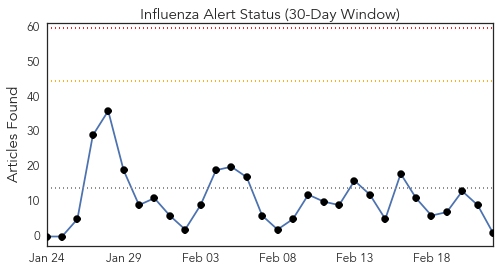 Influenza Alert Status (30-Day Window)
Articles Found
60
50
40
30
20
10
0
Jan 24
Jan 29
Feb 03
Feb 08
Feb 13
Feb 18